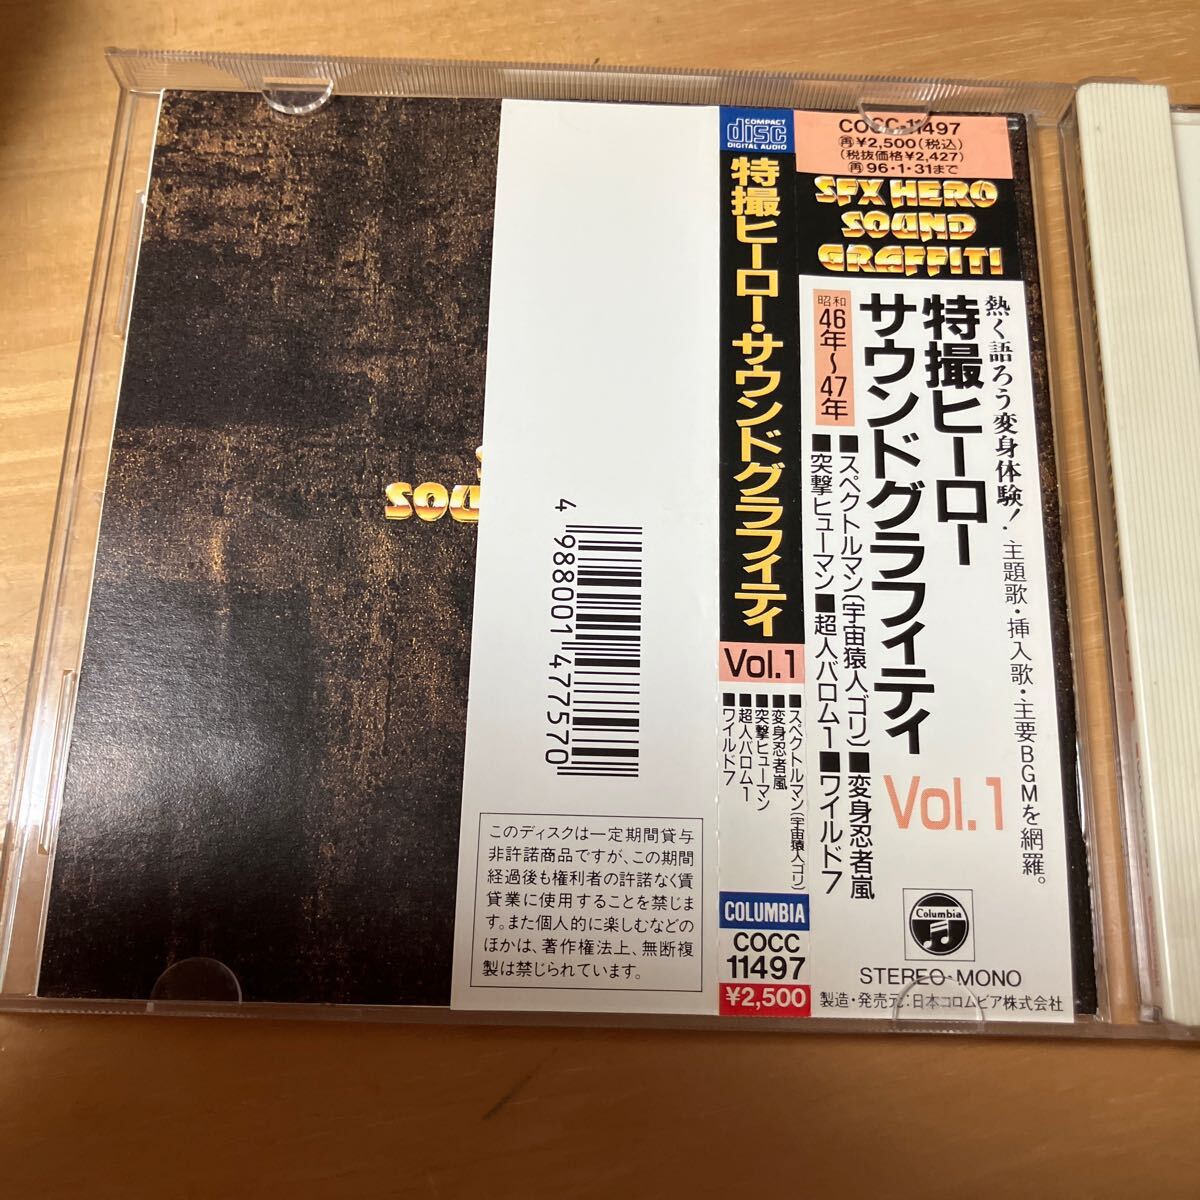 SOU
4 988001 477570
このディスクは一定期間貸与
非許諾商品ですが、この期間
経過後も権利者の許諾なく賃
貸業に使用することを禁じま
す。また個人的に楽しむなどの
ほかは、著作権法上、無断複
製は禁じられています。
COMPACT
disc
DIGITAL AUDIO
特撮ヒーロー・サウンドグラフィティ
Vol.1
■スペクトルマン(宇宙猿人ゴリ)
■変身忍者嵐
■突撃ヒューマン
■超人バロム1
■ワイルド7
COLUMBIA
COCC
11497
¥2,500
COCC-11497
再¥2,500(税込)
(税抜価格¥2,427)
再96・1・31まで
SFX HERO
SOUND
GRAFFITI
熱く語ろう変身体験!・主題歌・挿入歌・主要BGMを網羅。
特撮ヒーロー
サウンドグラフィティ
Vol.1
昭和
46年~47年
■スペクトルマン(宇宙猿人ゴリ)■変身忍者嵐
■突撃ヒューマン■超人バロム1■ワイルド7
Columbia
STEREO・MONO
製造・発売元:日本コロムビア株式会社